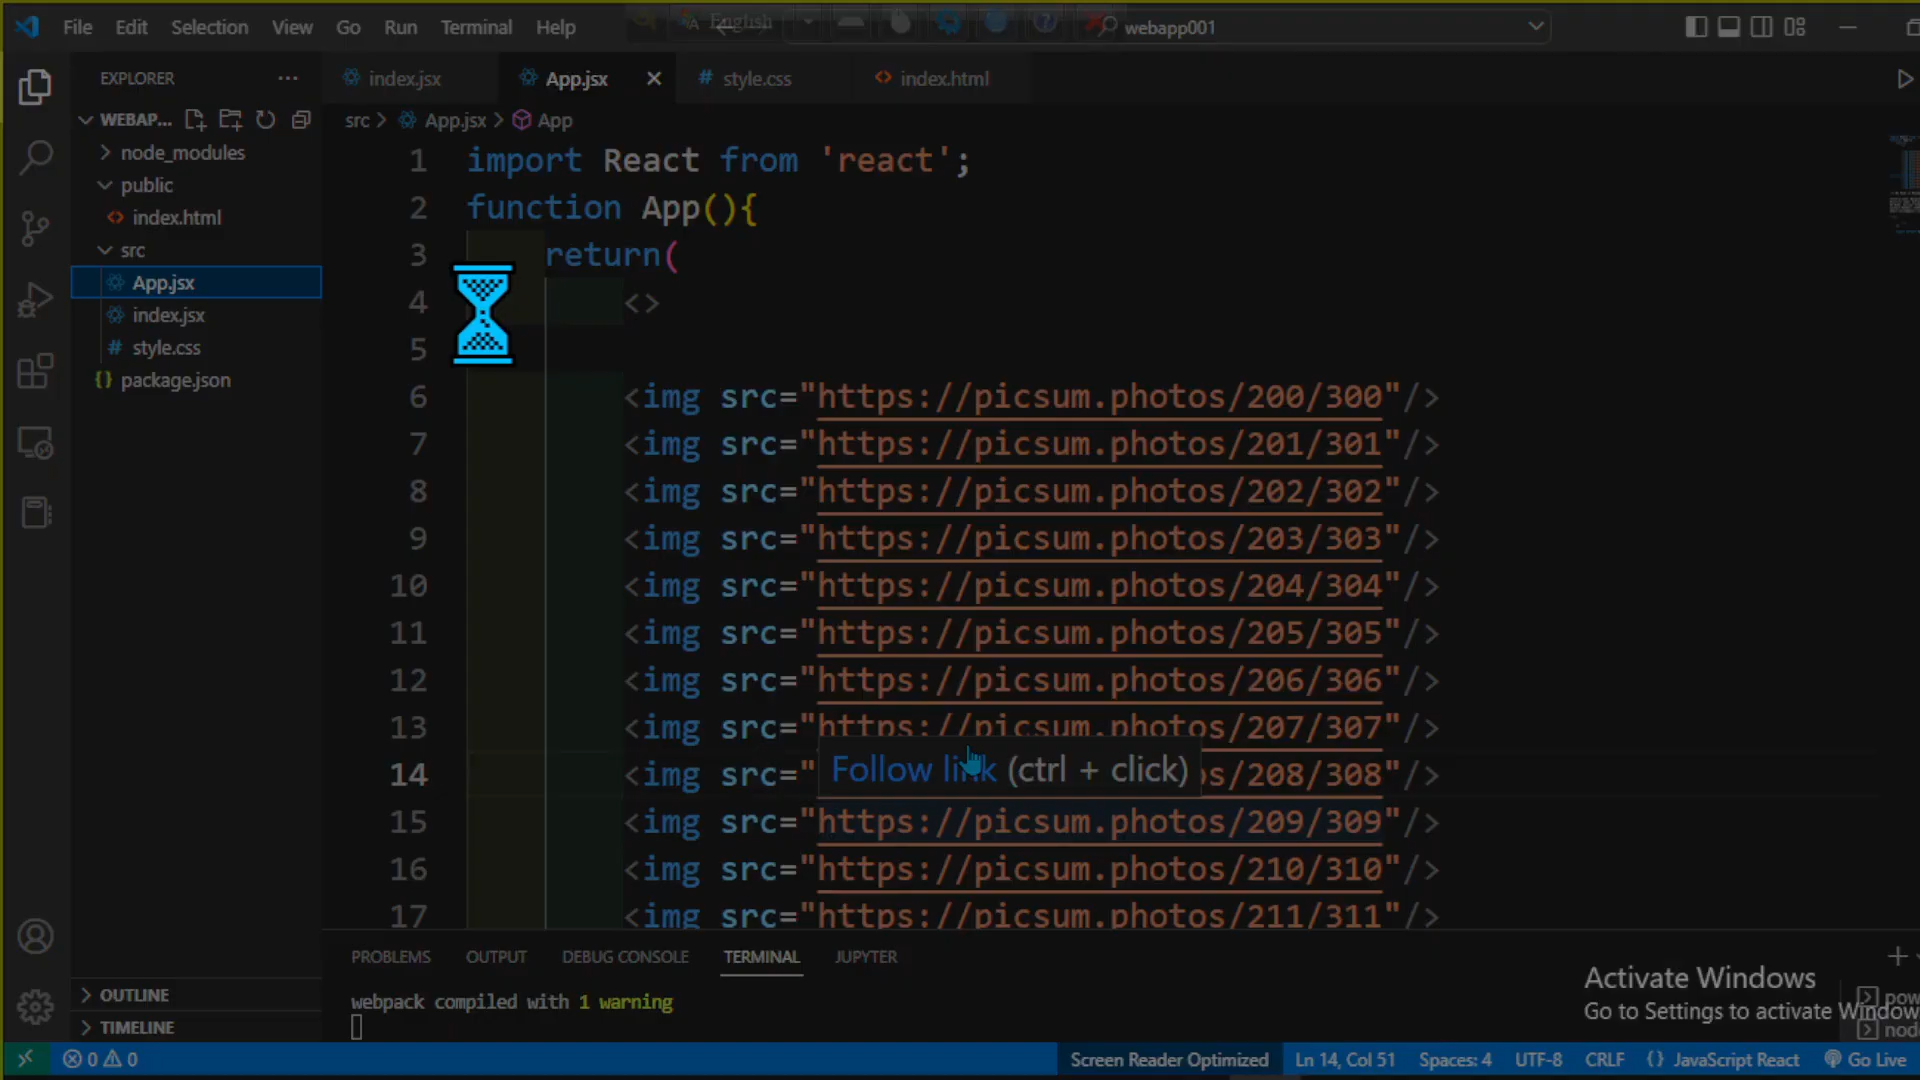 File Edit Selection View Go Run Terminal Help English webapp001
EXPLORER
index.jsx App.jsx style.css index.html
WEBAP...
src > App.jsx > App
node_modules
public
index.html
src
App.jsx
index.jsx
style.css
package.json
1 import React from 'react';
2 function App(){
3 return(
4 <>
5
6 <img src="https://picsum.photos/200/300"/>
7 <img src="https://picsum.photos/201/301"/>
8 <img src="https://picsum.photos/202/302"/>
9 <img src="https://picsum.photos/203/303"/>
10 <img src="https://picsum.photos/204/304"/>
11 <img src="https://picsum.photos/205/305"/>
12 <img src="https://picsum.photos/206/306"/>
13 <img src="https://picsum.photos/207/307"/>
Follow link (ctrl + click)
14 <img src=" os/208/308"/>
15 <img src="https://picsum.photos/209/309"/>
16 <img src="https://picsum.photos/210/310"/>
17 <img src="https://picsum.photos/211/311"/>
PROBLEMS OUTPUT DEBUG CONSOLE TERMINAL JUPYTER
webpack compiled with 1 warning
OUTLINE
TIMELINE
Activate Windows
Go to Settings to activate Window
pow
nod
0 0
Screen Reader Optimized Ln 14, Col 51 Spaces: 4 UTF-8 CRLF {} JavaScript React Go Live